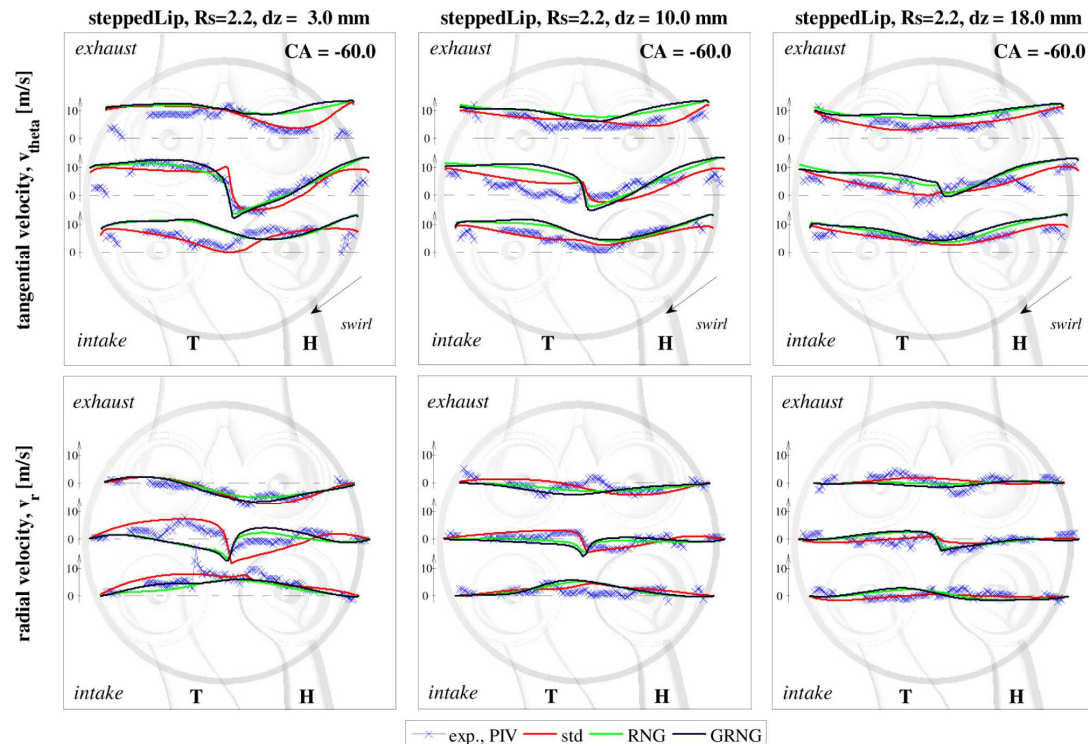 steppedLip, Rs=2.2, dz = 3.0 mm
steppedLip, Rs=2.2, dz = 10.0 mm
steppedLip, Rs=2.2, dz = 18.0 mm
tangential velocity, v_theta [m/s]
exhaust
CA = -60.0
10
0
10
0
10
0
swirl
intake
T
H
exhaust
CA = -60.0
10
0
10
0
10
0
swirl
intake
T
H
exhaust
CA = -60.0
10
0
10
0
10
0
swirl
intake
T
H
radial velocity, v_r [m/s]
exhaust
10
0
10
0
10
0
intake
T
H
exhaust
10
0
10
0
10
0
intake
T
H
exhaust
10
0
10
0
10
0
intake
T
H
exp., PIV
std
RNG
GRNG